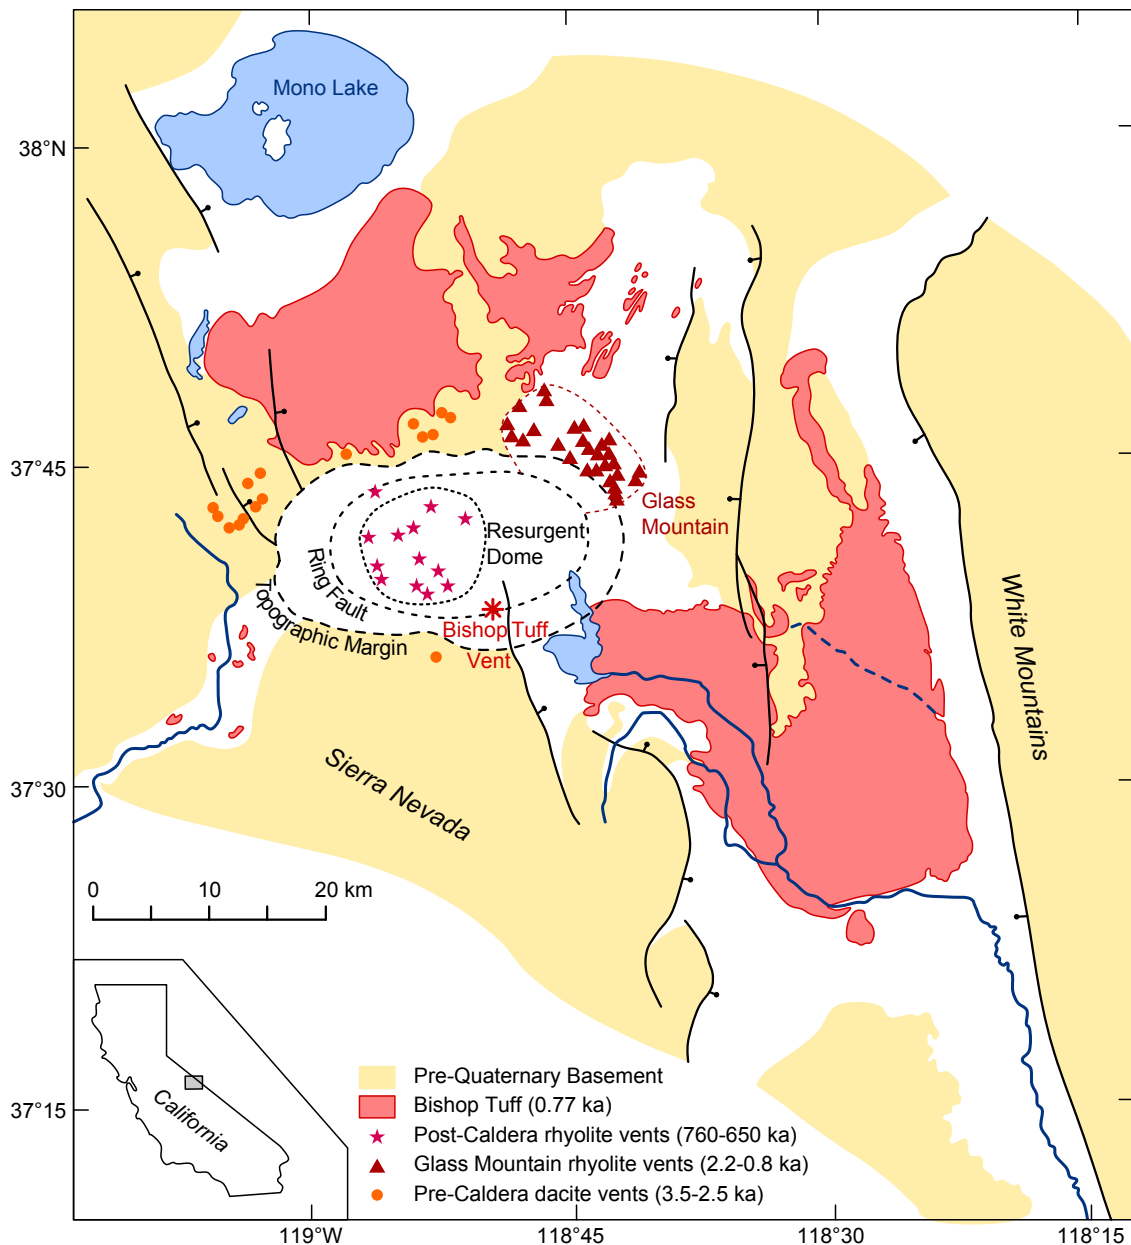 Mono Lake
38°N
37°45
Glass
Mountain
Resurgent
Dome
Ring Fault
Topographic Margin
Bishop Tuff
Vent
White Mountains
Sierra Nevada
37°30
0 10 20 km
California
37°15
Pre-Quaternary Basement
Bishop Tuff (0.77 ka)
Post-Caldera rhyolite vents (760-650 ka)
Glass Mountain rhyolite vents (2.2-0.8 ka)
Pre-Caldera dacite vents (3.5-2.5 ka)
119°W 118°45 118°30 118°15